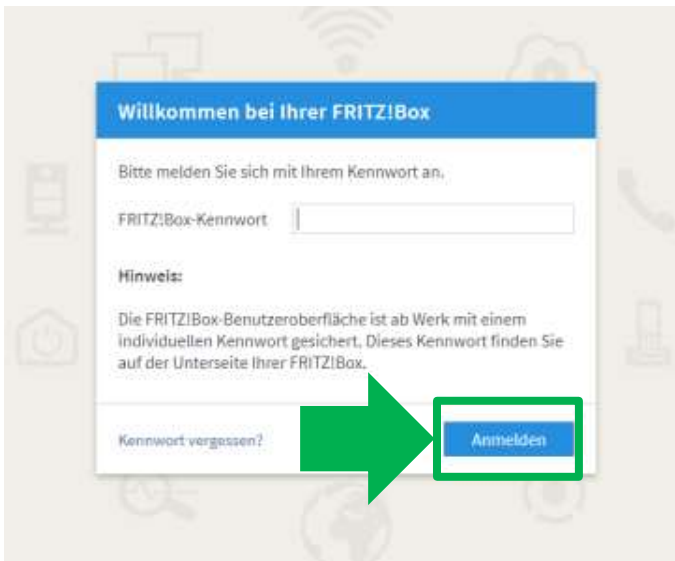 Willkommen bei Ihrer FRITZ!Box
Bitte melden Sie sich mit Ihrem Kennwort an.
FRITZ!Box-Kennwort
Hinweis:
Die FRITZ!Box-Benutzeroberfläche ist ab Werk mit einem
individuellen Kennwort gesichert. Dieses Kennwort finden Sie
auf der Unterseite Ihrer FRITZ!Box.
Kennwort vergessen?
Anmelden